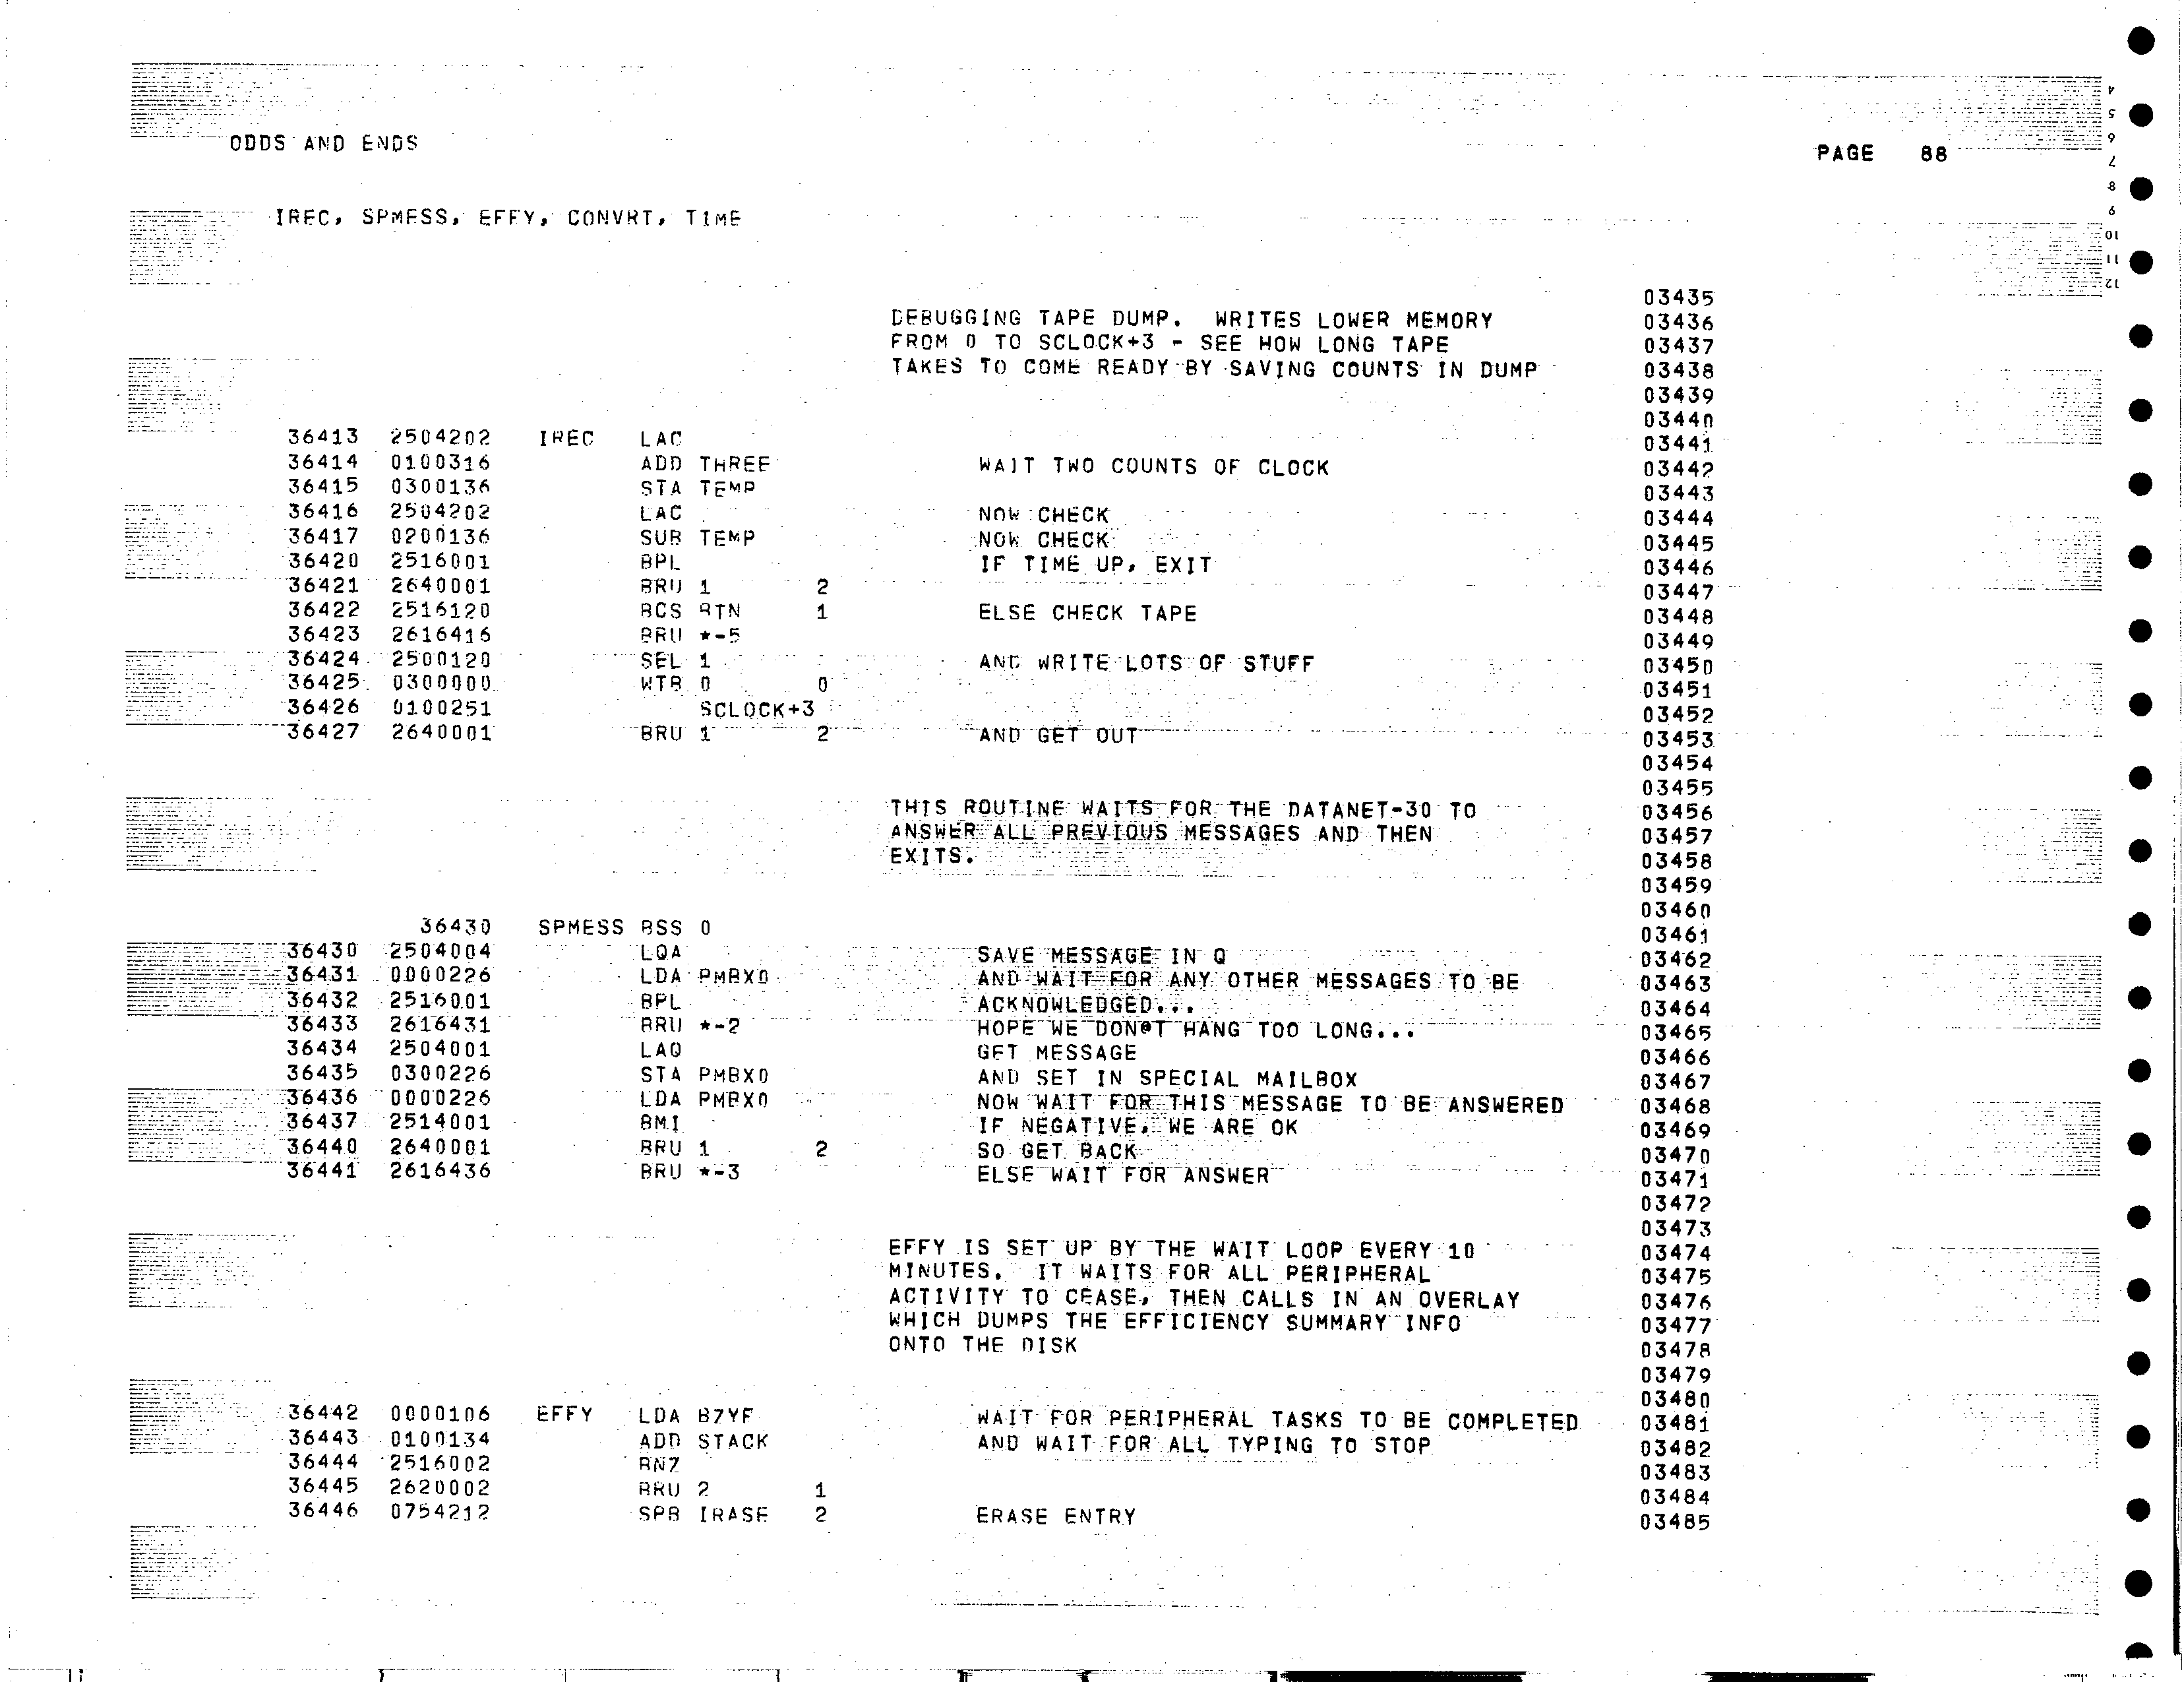 ODDS AND ENDS PAGE 88
IREC, SPMESS, EFFY, CONVRT, TIME
03435
DEBUGGING TAPE DUMP. WRITES LOWER MEMORY 03436
FROM 0 TO SCLOCK+3 - SEE HOW LONG TAPE 03437
TAKES TO COME READY BY SAVING COUNTS IN DUMP 03438
03439
03440
36413 2504202 IREC LAC 03441
36414 0100316 ADD THREE WAIT TWO COUNTS OF CLOCK 03442
36415 0300136 STA TEMP 03443
36416 2504202 LAC NOW CHECK 03444
36417 0200136 SUB TEMP NOW CHECK 03445
36420 2516001 BPL IF TIME UP, EXIT 03446
36421 2640001 BRU 1 2 03447
36422 2516120 BCS BTN 1 ELSE CHECK TAPE 03448
36423 2616416 BRU *-5 03449
36424 2500120 SEL 1 AND WRITE LOTS OF STUFF 03450
36425 0300000 WTB 0 0 03451
36426 0100251 SCLOCK+3 03452
36427 2640001 BRU 1 2 AND GET OUT 03453
03454
03455
THIS ROUTINE WAITS FOR THE DATANET-30 TO 03456
ANSWER ALL PREVIOUS MESSAGES AND THEN 03457
EXITS. 03458
03459
03460
36430 SPMESS BSS 0 03461
36430 2504004 LQA SAVE MESSAGE IN Q 03462
36431 0000226 LDA PMBX0 AND WAIT FOR ANY OTHER MESSAGES TO BE 03463
36432 2516001 BPL ACKNOWLEDGED... 03464
36433 2616431 BRU *-2 HOPE WE DON@T HANG TOO LONG... 03465
36434 2504001 LAQ GET MESSAGE 03466
36435 0300226 STA PMBX0 AND SET IN SPECIAL MAILBOX 03467
36436 0000226 LDA PMBX0 NOW WAIT FOR THIS MESSAGE TO BE ANSWERED 03468
36437 2514001 BMI IF NEGATIVE, WE ARE OK 03469
36440 2640001 BRU 1 2 SO GET BACK 03470
36441 2616436 BRU *-3 ELSE WAIT FOR ANSWER 03471
03472
03473
EFFY IS SET UP BY THE WAIT LOOP EVERY 10 03474
MINUTES. IT WAITS FOR ALL PERIPHERAL 03475
ACTIVITY TO CEASE, THEN CALLS IN AN OVERLAY 03476
WHICH DUMPS THE EFFICIENCY SUMMARY INFO 03477
ONTO THE DISK 03478
03479
03480
36442 0000106 EFFY LDA BZYF WAIT FOR PERIPHERAL TASKS TO BE COMPLETED 03481
36443 0100134 ADD STACK AND WAIT FOR ALL TYPING TO STOP 03482
36444 2516002 BNZ 03483
36445 2620002 BRU 2 1 03484
36446 0754212 SPB IRASE 2 ERASE ENTRY 03485
4
5
6
7
8
9
10
11
12